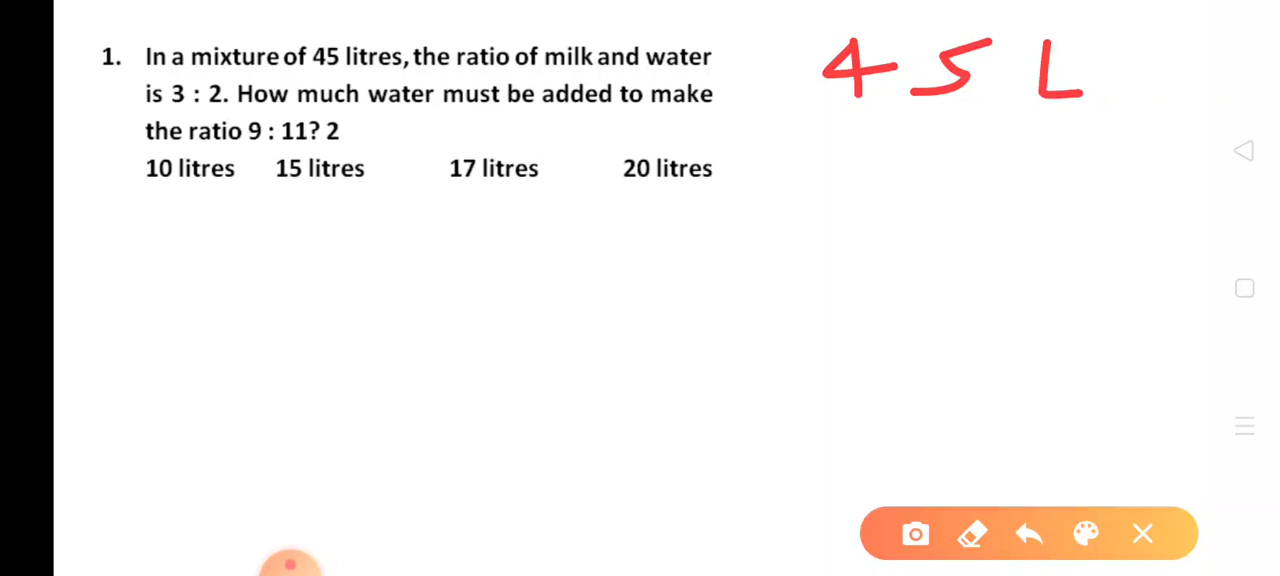 1. In a mixture of 45 litres, the ratio of milk and water
is 3 : 2. How much water must be added to make
the ratio 9 : 11? 2
10 litres 15 litres 17 litres 20 litres
45 L